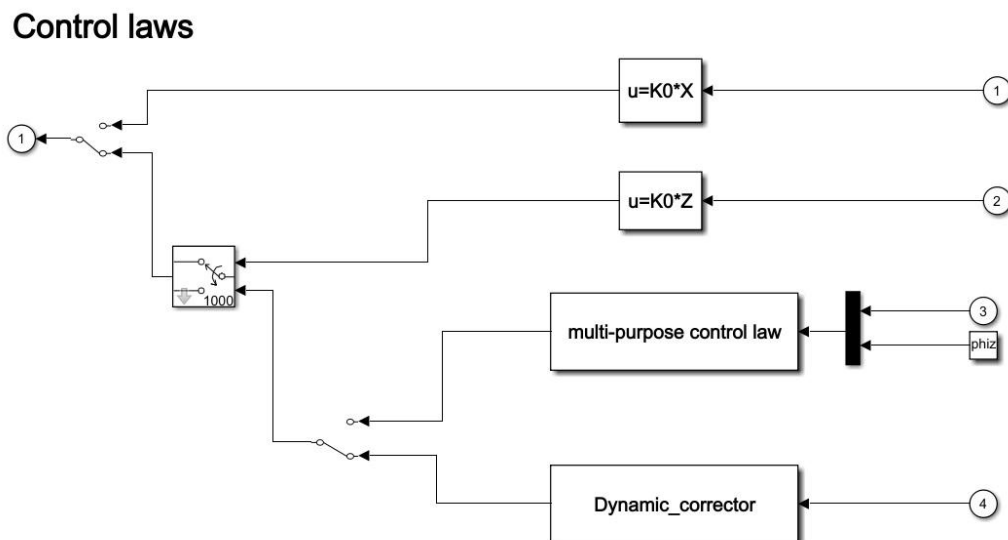 Control laws
u=K0*X
1
1
u=K0*Z
2
1000
multi-purpose control law
3
phiz
Dynamic_corrector
4